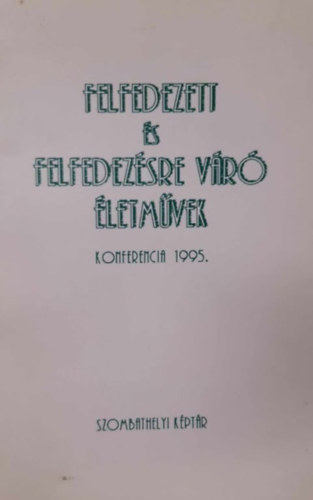 FELFEDEZETT
ÉS
FELFEDEZÉSRE VÁRÓ
ÉLETMŰVEK
KONFERENCIA 1995.
SZOMBATHELYI KÉPTÁR